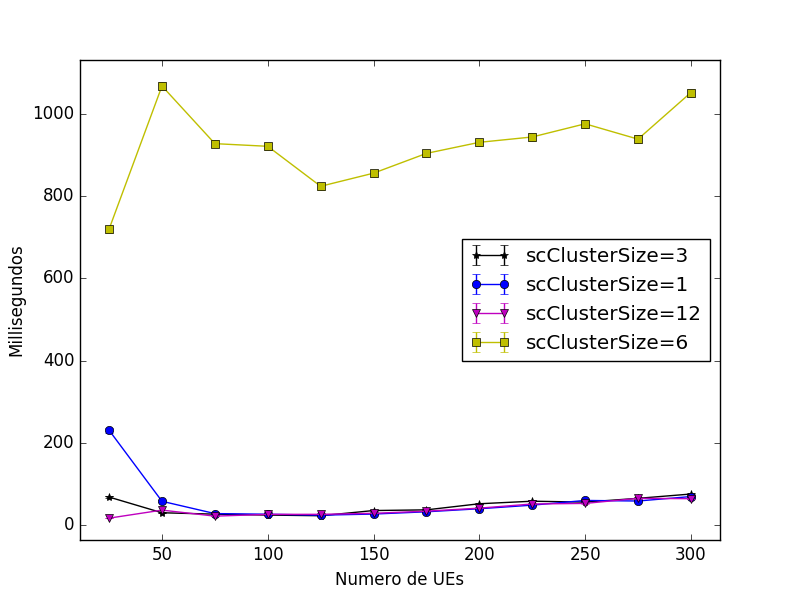 1000
800
600
400
200
0
Millisegundos
scClusterSize=3
scClusterSize=1
scClusterSize=12
scClusterSize=6
50 100 150 200 250 300
Numero de UEs